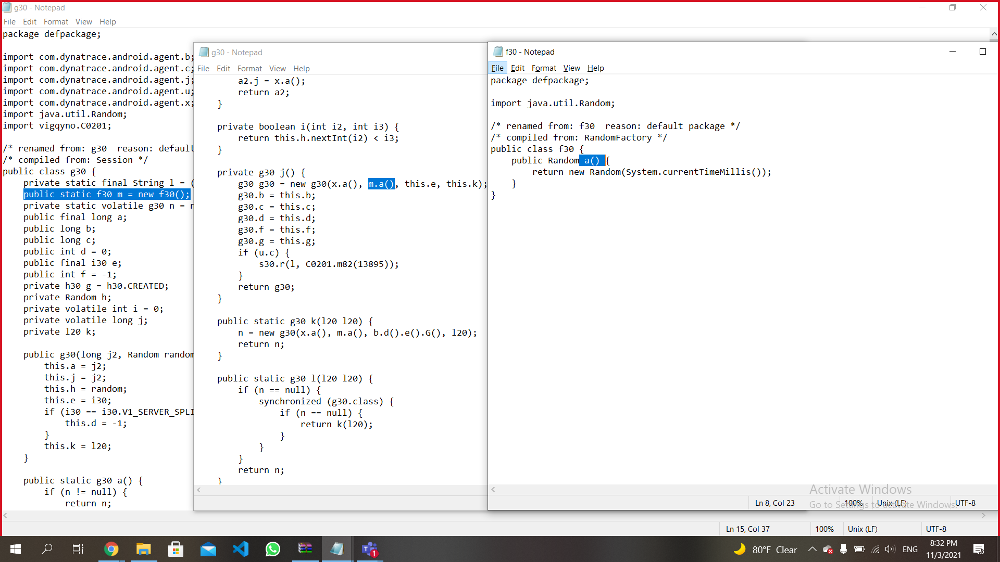 g30 - Notepad
File Edit Format View Help
package defpackage;
import com.dynatrace.android.agent.b;
import com.dynatrace.android.agent.c;
import com.dynatrace.android.agent.j;
import com.dynatrace.android.agent.u;
import com.dynatrace.android.agent.x;
import java.util.Random;
import vigqyno.C0201;
/* renamed from: g30  reason: default
/* compiled from: Session */
public class g30 {
private static final String l = (
public static f30 m = new f30();
private static volatile g30 n = n
public final long a;
public long b;
public long c;
public int d = 0;
public final i30 e;
public int f = -1;
private h30 g = h30.CREATED;
private Random h;
private volatile int i = 0;
private volatile long j;
private l20 k;
public g30(long j2, Random random
this.a = j2;
this.j = j2;
this.h = random;
this.e = i30;
if (i30 == i30.V1_SERVER_SPLI
this.d = -1;
}
this.k = l20;
}
public static g30 a() {
if (n != null) {
return n;
g30 - Notepad
File Edit Format View Help
a2.j = x.a();
return a2;
}
private boolean i(int i2, int i3) {
return this.h.nextInt(i2) < i3;
}
private g30 j() {
g30 g30 = new g30(x.a(), m.a(), this.e, this.k);
g30.b = this.b;
g30.c = this.c;
g30.d = this.d;
g30.f = this.f;
g30.g = this.g;
if (u.c) {
s30.r(l, C0201.m82(13895));
}
return g30;
}
public static g30 k(l20 l20) {
n = new g30(x.a(), m.a(), b.d().e().G(), l20);
return n;
}
public static g30 l(l20 l20) {
if (n == null) {
synchronized (g30.class) {
if (n == null) {
return k(l20);
}
}
}
return n;
}
f30 - Notepad
File Edit Format View Help
package defpackage;
import java.util.Random;
/* renamed from: f30  reason: default package */
/* compiled from: RandomFactory */
public class f30 {
public Random a() {
return new Random(System.currentTimeMillis());
}
}
Activate Windows
Go to Settings to activate Windows.
Ln 8, Col 23 100% Unix (LF) UTF-8
Ln 15, Col 37 100% Unix (LF) UTF-8
80°F Clear ENG 8:32 PM
11/3/2021
T 1